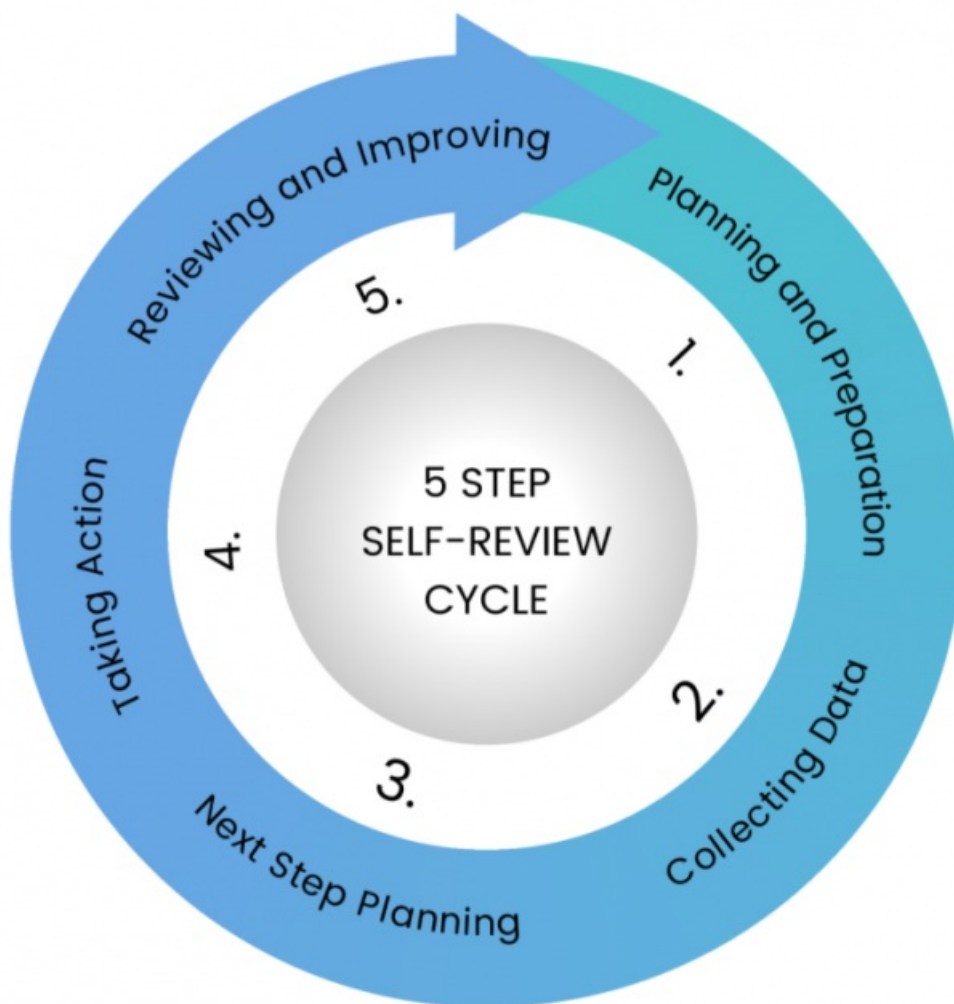 5 STEP
SELF-REVIEW
CYCLE
1.
Planning and Preparation
2.
Collecting Data
3.
Next Step Planning
4.
Taking Action
5.
Reviewing and Improving